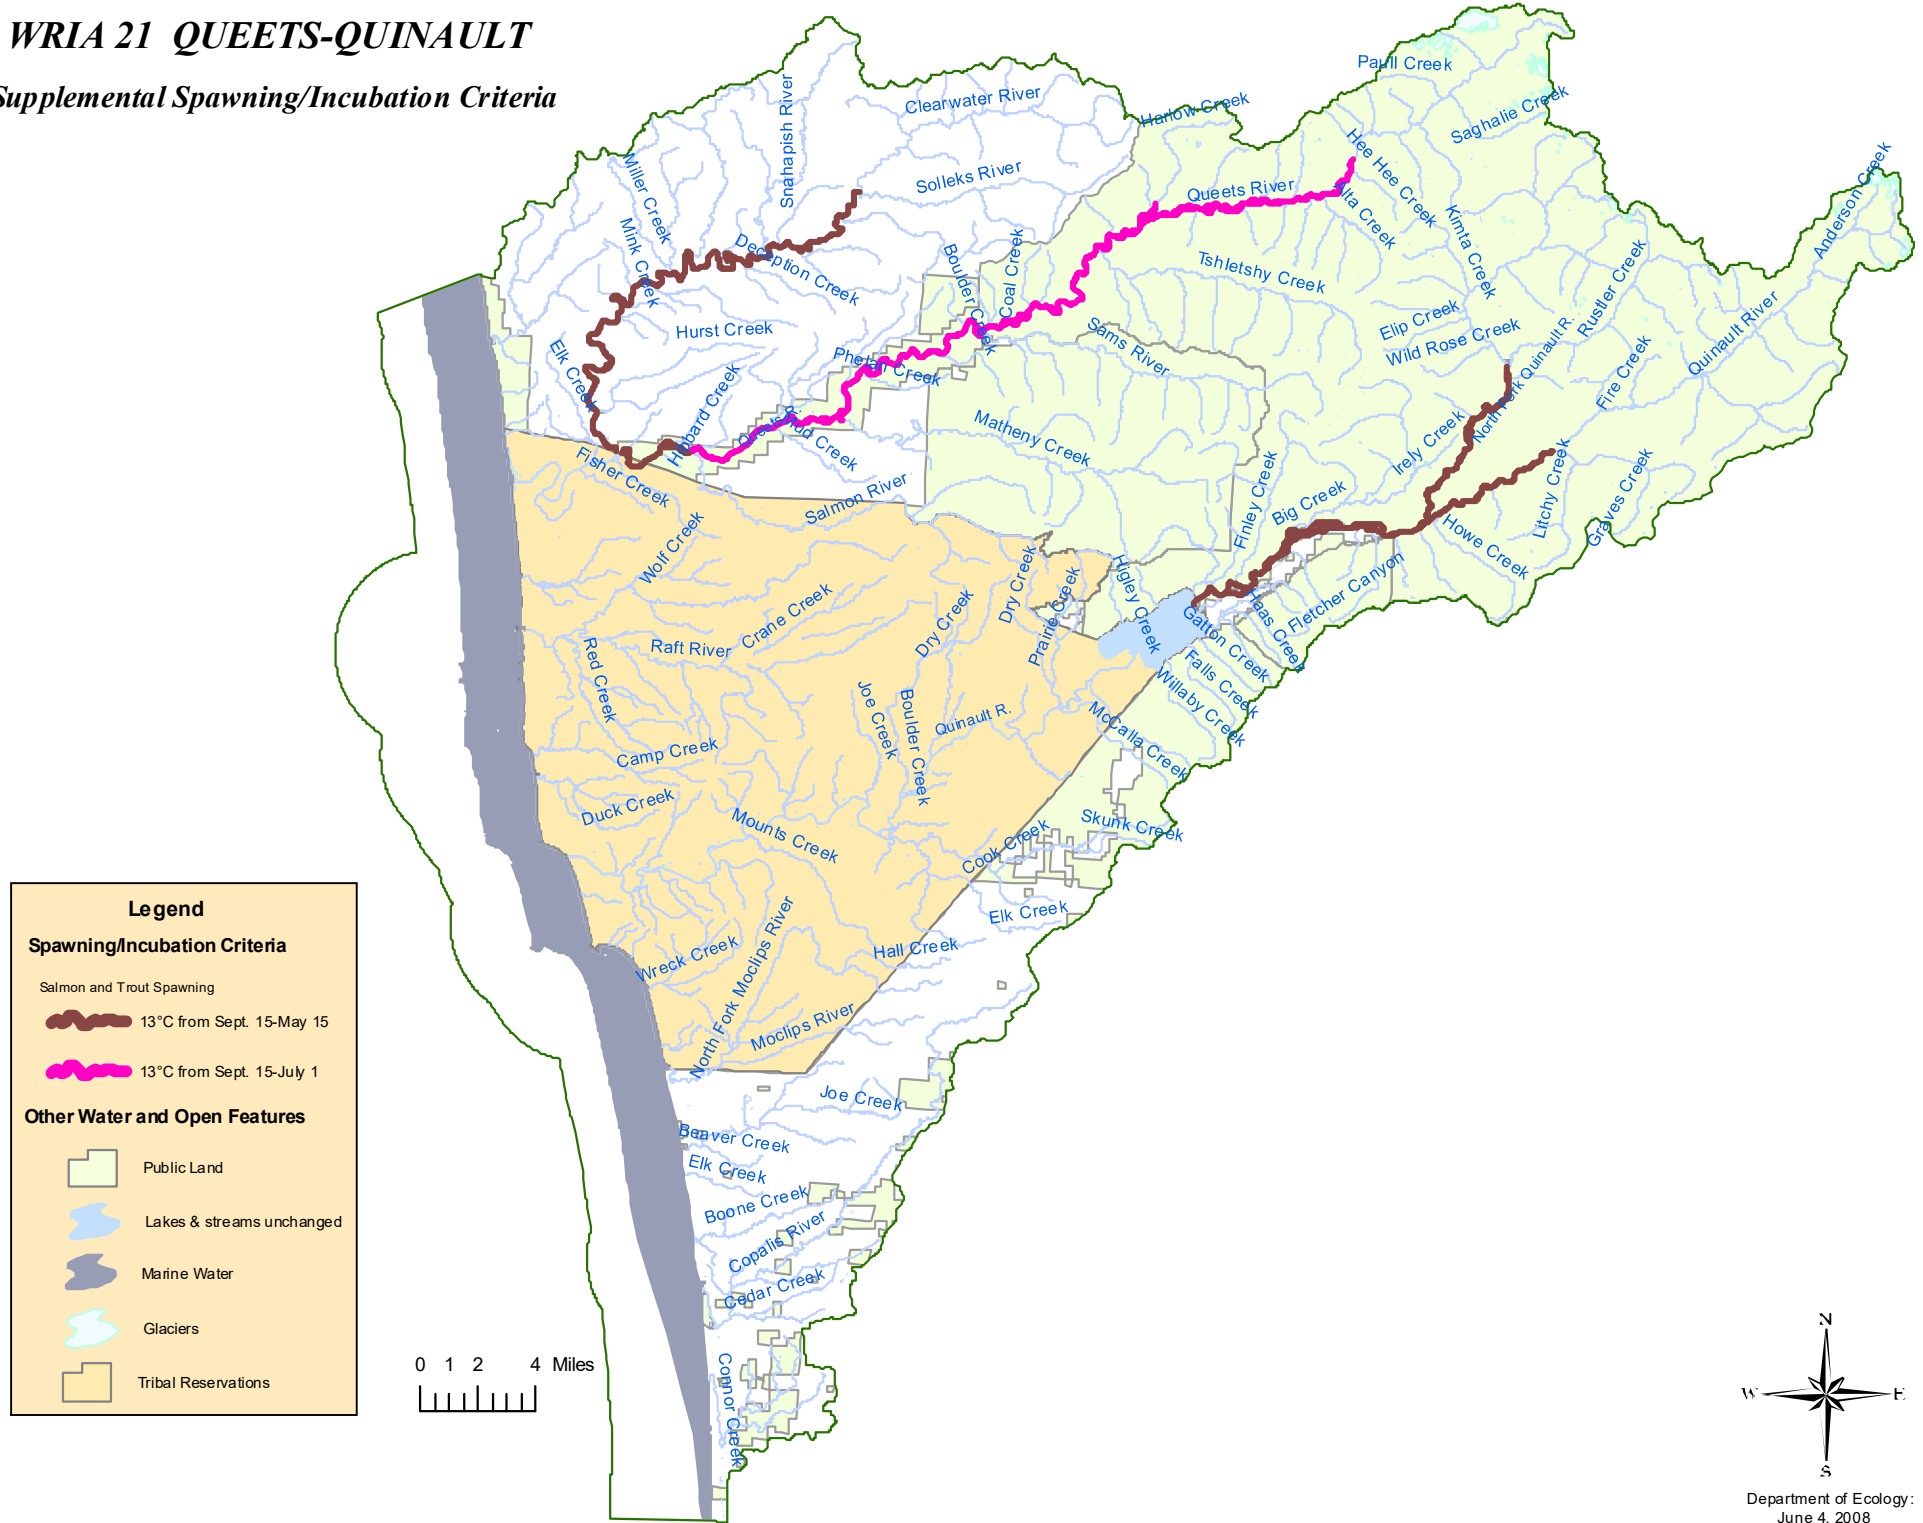 WRIA 21 QUEETS-QUINAULT
Supplemental Spawning/Incubation Criteria
Paull Creek
Clearwater River
Harlow Creek
Saghalie Creek
Snahapish River
Miller Creek
Solleks River
Queets River
Hee Hee Creek
Alta Creek
Anderson Creek
Mink Creek
Deception Creek
Boulder Creek
Coal Creek
Tshletshy Creek
Kimta Creek
Rustler Creek
Quinault River
Hurst Creek
Elip Creek
Wild Rose Creek
North Fork Quinault R.
Fire Creek
Elk Creek
Phelan Creek
Sams River
Hibbard Creek
Queets R.
Mud Creek
Matheny Creek
Irely Creek
Fisher Creek
Salmon River
Finley Creek
Big Creek
Litchy Creek
Graves Creek
Howe Creek
Wolf Creek
Dry Creek
Prairie Creek
Higley Creek
Fletcher Canyon
Haas Creek
Gatton Creek
Crane Creek
Dry Creek
Raft River
Red Creek
Falls Creek
Willaby Creek
Joe Creek
Boulder Creek
Quinault R.
McCalla Creek
Camp Creek
Duck Creek
Mounts Creek
Cook Creek
Skunk Creek
Elk Creek
Hall Creek
Wreck Creek
North Fork Moclips River
Moclips River
Joe Creek
Beaver Creek
Elk Creek
Boone Creek
Copalis River
Cedar Creek
Connor Creek
Legend
Spawning/Incubation Criteria
Salmon and Trout Spawning
13°C from Sept. 15-May 15
13°C from Sept. 15-July 1
Other Water and Open Features
Public Land
Lakes & streams unchanged
Marine Water
Glaciers
Tribal Reservations
0 1 2 4 Miles
N
W E
S
Department of Ecology:
June 4, 2008